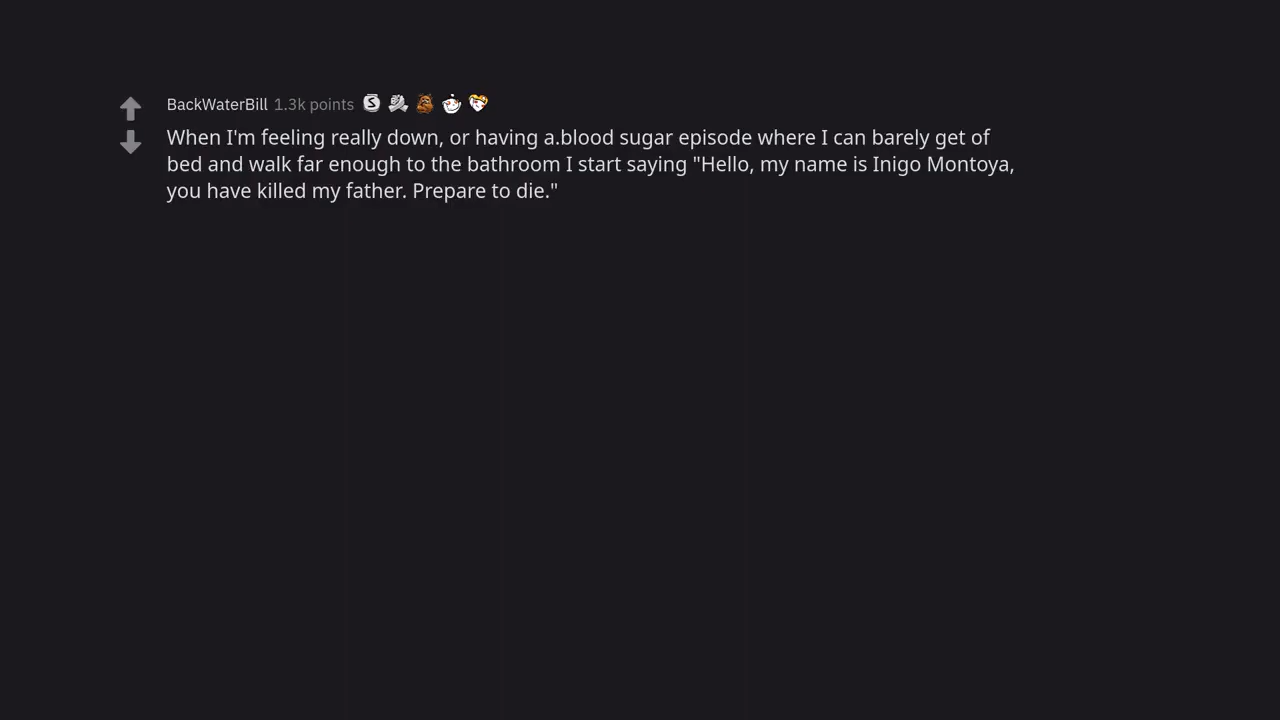 BackWaterBill 1.3k points
When I'm feeling really down, or having a.blood sugar episode where I can barely get of
bed and walk far enough to the bathroom I start saying "Hello, my name is Inigo Montoya,
you have killed my father. Prepare to die."